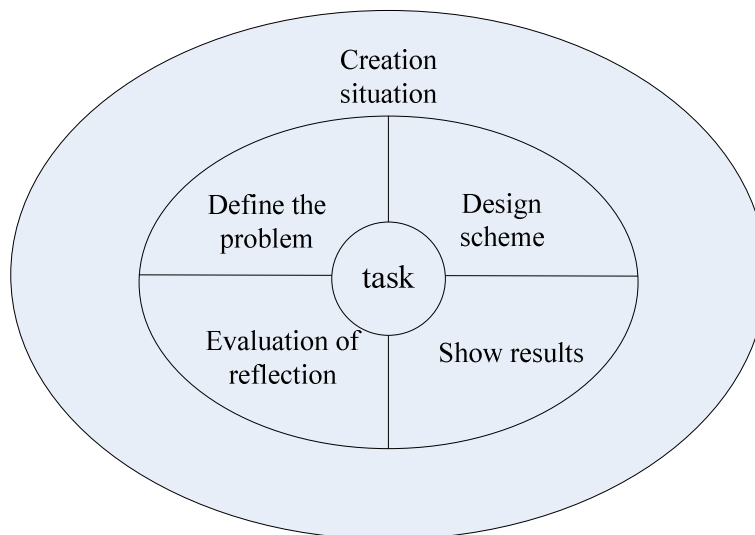 Creation
situation
Define the
problem
Design
scheme
task
Evaluation of
reflection
Show results